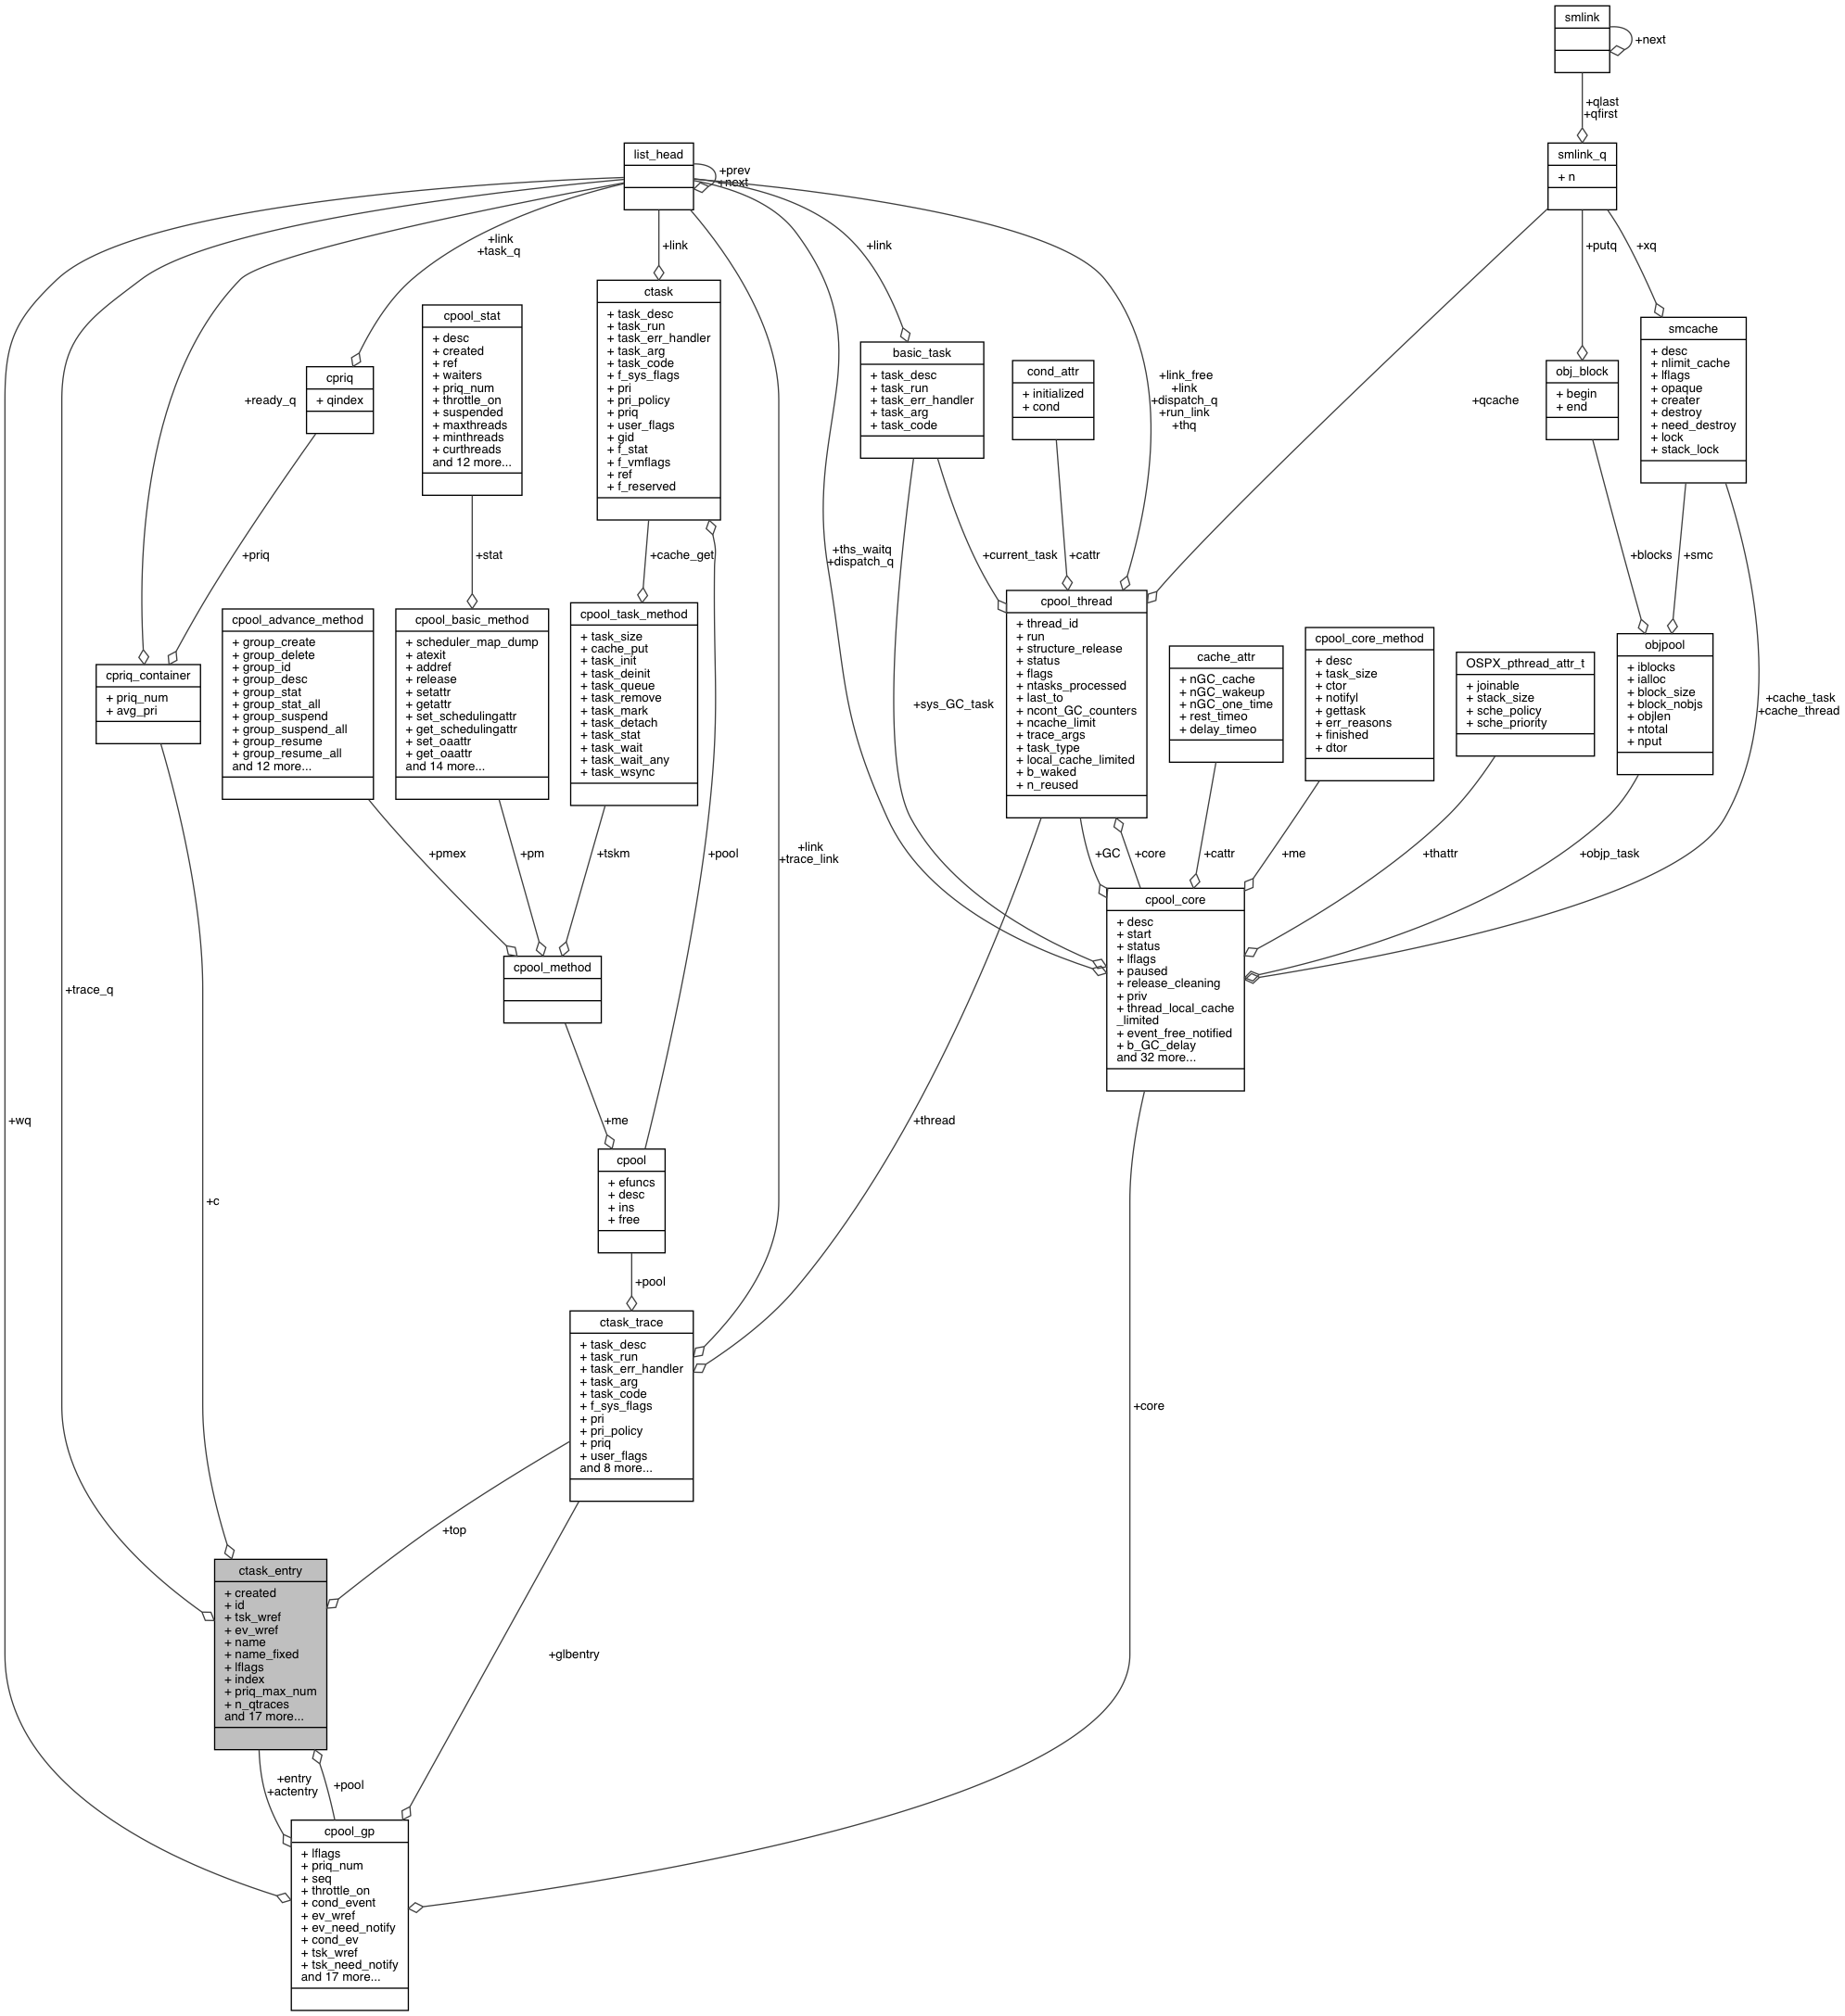 smlink
+next
+qlast
+qfirst
list_head
+prev
+next
smlink_q
+ n
+link
+task_q
+link
+link
+putq
+xq
ctask
+ task_desc
+ task_run
+ task_err_handler
+ task_arg
+ task_code
+ f_sys_flags
+ pri
+ pri_policy
+ priq
+ user_flags
+ gid
+ f_stat
+ f_vmflags
+ ref
+ f_reserved
cpool_stat
+ desc
+ created
+ ref
+ waiters
+ priq_num
+ throttle_on
+ suspended
+ maxthreads
+ minthreads
+ curthreads
and 12 more...
smcache
+ desc
+ nlimit_cache
+ lflags
+ opaque
+ creater
+ destroy
+ need_destroy
+ lock
+ stack_lock
basic_task
+ task_desc
+ task_run
+ task_err_handler
+ task_arg
+ task_code
cond_attr
+ initialized
+ cond
obj_block
+ begin
+ end
cpriq
+ qindex
+ready_q
+link_free
+link
+dispatch_q
+run_link
+thq
+qcache
+priq
+stat
+cache_get
+ths_waitq
+dispatch_q
+current_task
+cattr
+blocks
+smc
cpool_thread
+ thread_id
+ run
+ structure_release
+ status
+ flags
+ ntasks_processed
+ last_to
+ ncont_GC_counters
+ ncache_limit
+ trace_args
+ task_type
+ local_cache_limited
+ b_waked
+ n_reused
cpool_task_method
+ task_size
+ cache_put
+ task_init
+ task_deinit
+ task_queue
+ task_remove
+ task_mark
+ task_detach
+ task_stat
+ task_wait
+ task_wait_any
+ task_wsync
cpool_advance_method
+ group_create
+ group_delete
+ group_id
+ group_desc
+ group_stat
+ group_stat_all
+ group_suspend
+ group_suspend_all
+ group_resume
+ group_resume_all
and 12 more...
cpool_basic_method
+ scheduler_map_dump
+ atexit
+ addref
+ release
+ setattr
+ getattr
+ set_schedulingattr
+ get_schedulingattr
+ set_oaattr
+ get_oaattr
and 14 more...
cpool_core_method
+ desc
+ task_size
+ ctor
+ notifyl
+ gettask
+ err_reasons
+ finished
+ dtor
objpool
+ iblocks
+ ialloc
+ block_size
+ block_nobjs
+ objlen
+ ntotal
+ nput
cache_attr
+ nGC_cache
+ nGC_wakeup
+ nGC_one_time
+ rest_timeo
+ delay_timeo
OSPX_pthread_attr_t
+ joinable
+ stack_size
+ sche_policy
+ sche_priority
cpriq_container
+ priq_num
+ avg_pri
+sys_GC_task
+cache_task
+cache_thread
+pmex
+pm
+tskm
+pool
+link
+trace_link
+GC
+core
+cattr
+me
+thattr
+objp_task
cpool_core
+ desc
+ start
+ status
+ lflags
+ paused
+ release_cleaning
+ priv
+ thread_local_cache
_limited
+ event_free_notified
+ b_GC_delay
and 32 more...
cpool_method
+trace_q
+wq
+me
+thread
cpool
+ efuncs
+ desc
+ ins
+ free
+c
+pool
ctask_trace
+ task_desc
+ task_run
+ task_err_handler
+ task_arg
+ task_code
+ f_sys_flags
+ pri
+ pri_policy
+ priq
+ user_flags
and 8 more...
+core
+top
ctask_entry
+ created
+ id
+ tsk_wref
+ ev_wref
+ name
+ name_fixed
+ lflags
+ index
+ priq_max_num
+ n_qtraces
and 17 more...
+glbentry
+entry
+actentry
+pool
cpool_gp
+ lflags
+ priq_num
+ seq
+ throttle_on
+ cond_event
+ ev_wref
+ ev_need_notify
+ cond_ev
+ tsk_wref
+ tsk_need_notify
and 17 more...